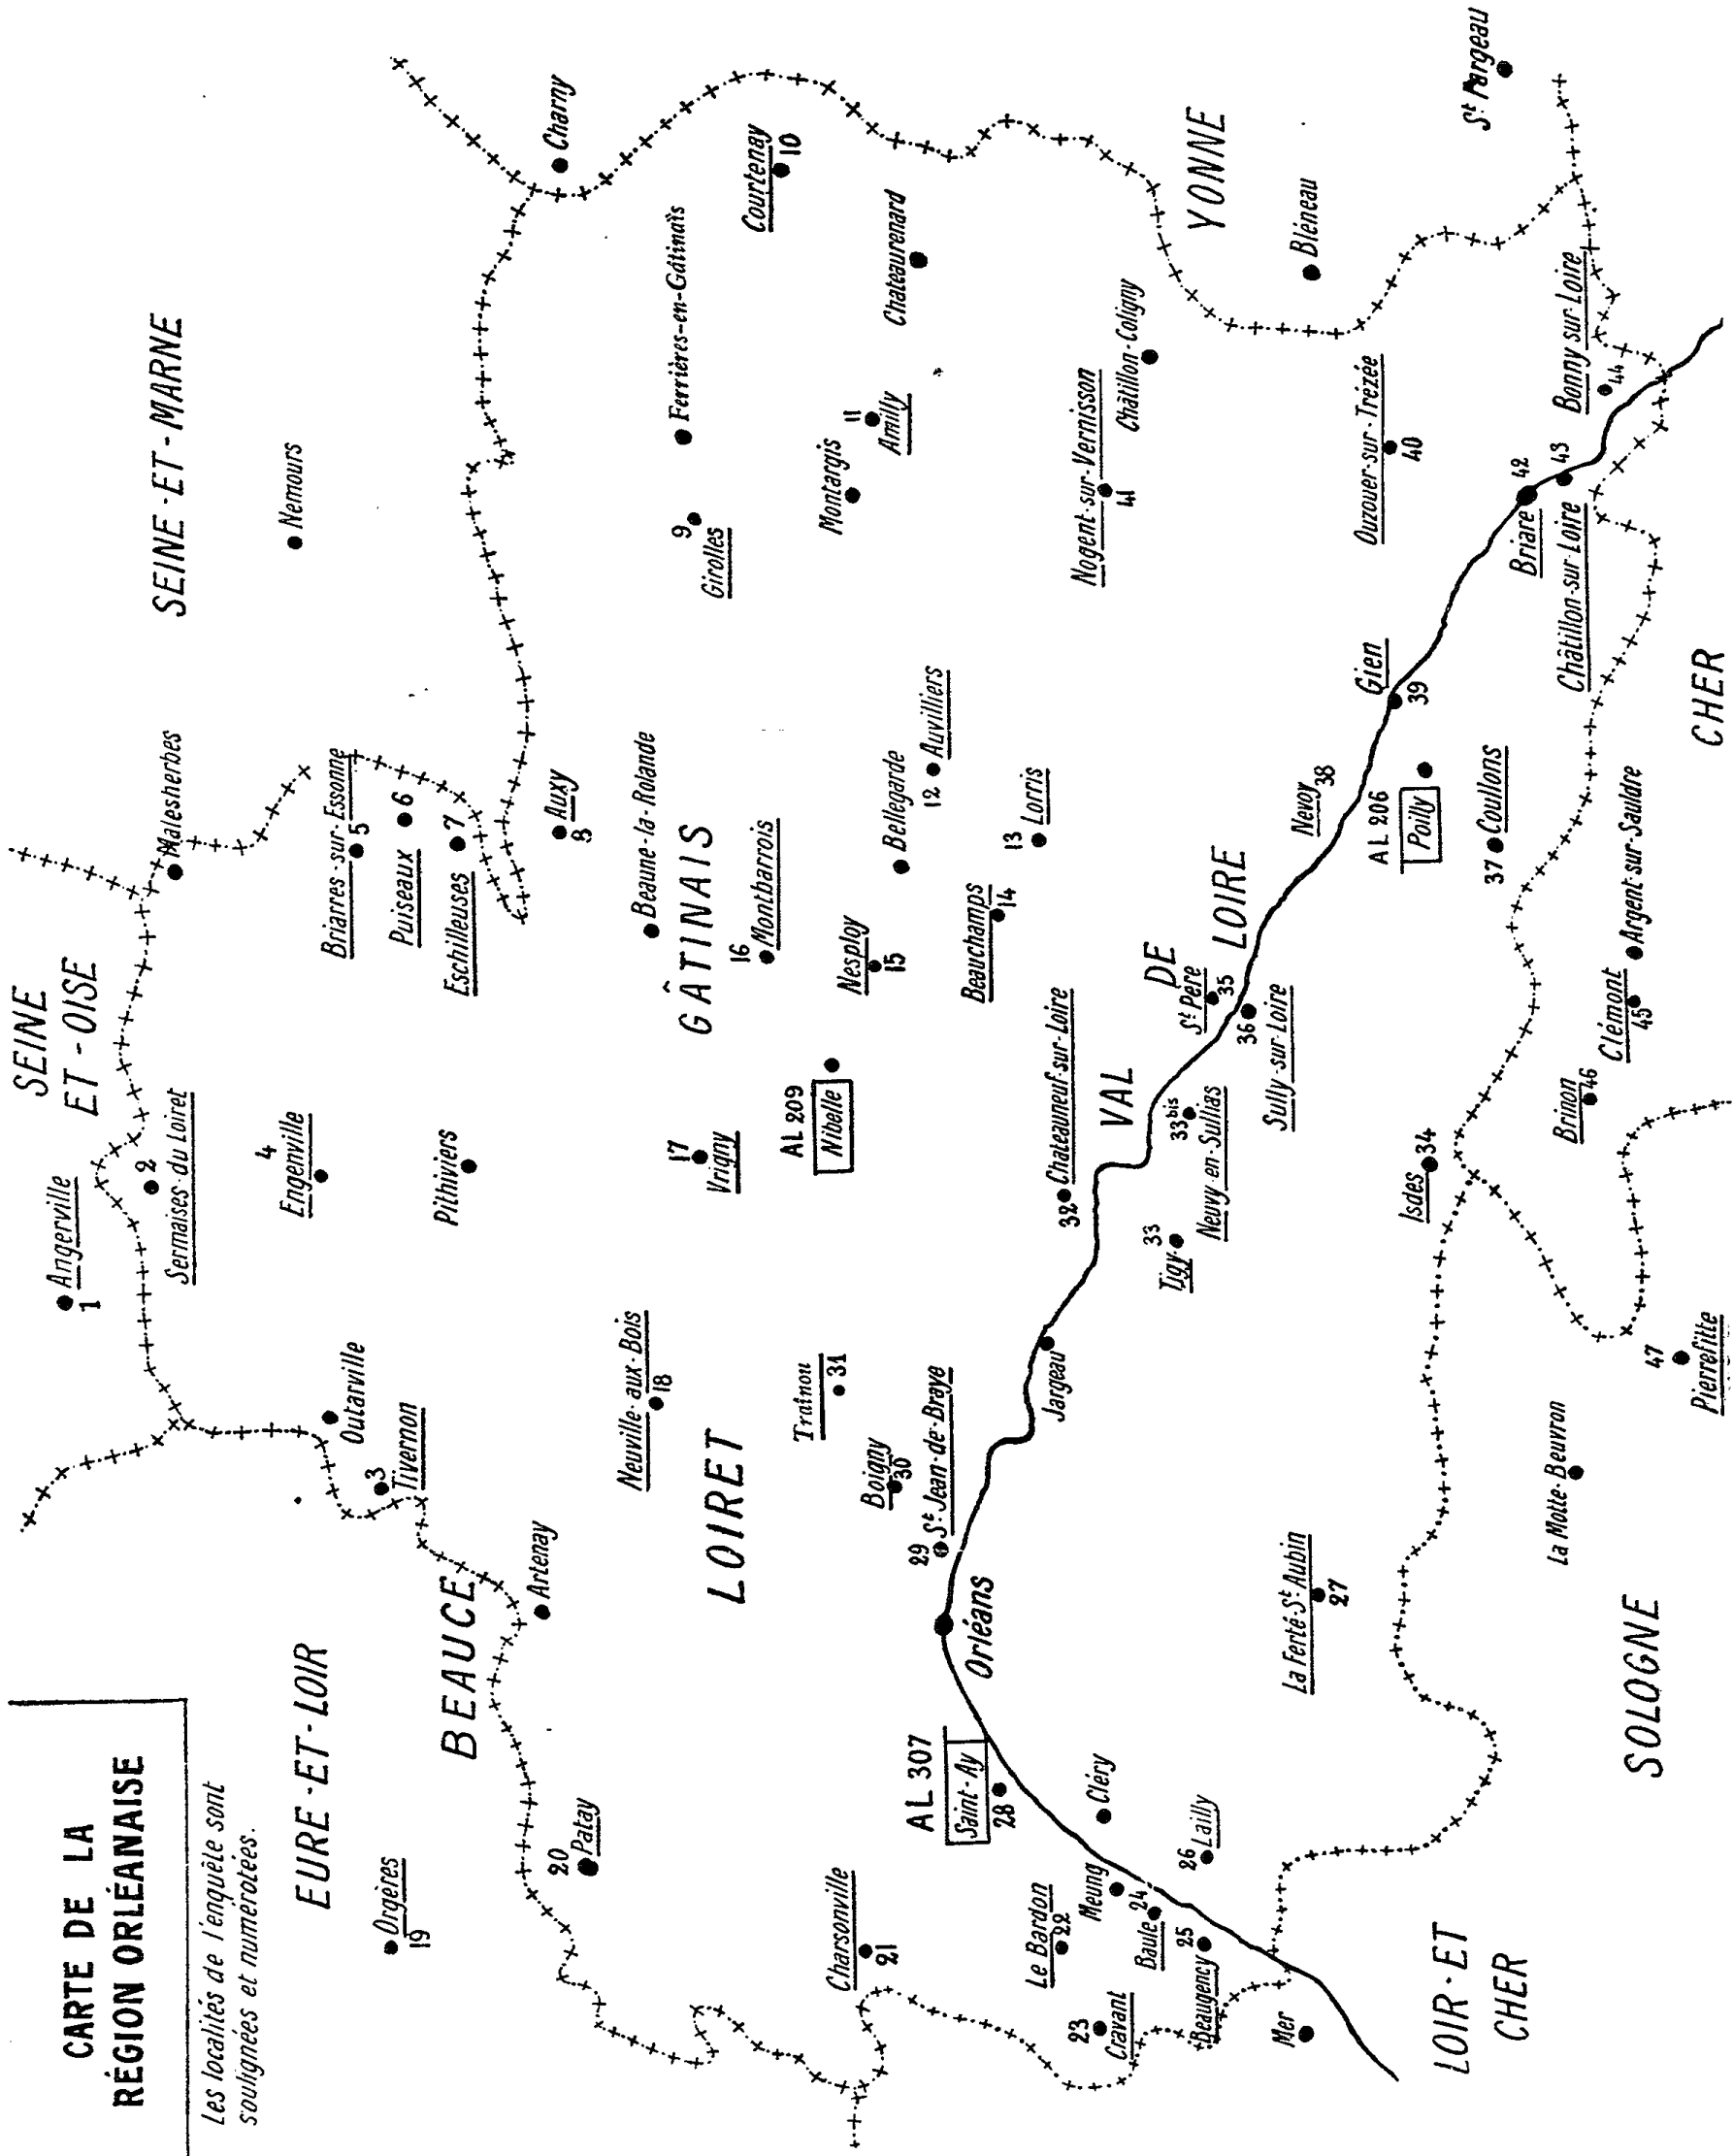 CARTE DE LA
RÉGION ORLÉANAISE
Les localités de l'enquête sont
soulignées et numérotées.
SEINE
ET - OISE
SEINE - ET - MARNE
EURE - ET - LOIR
BEAUCE
LOIRET
GÂTINAIS
YONNE
VAL
DE
LOIRE
CHER
SOLOGNE
LOIR - ET
CHER
1 Angerville
2 Sermaises du Loiret
3 Tivernon
Outarville
4 Engenville
Pithiviers
Malesherbes
5 Briarres-sur-Essonne
6 Puiseaux
7 Eschilleuses
8 Auxy
Nemours
Charny
Ferrières-en-Gâtinais
9 Girolles
10 Courtenay
Montargis
11 Amilly
Chateaurenard
Beaune-la-Rolande
16 Montbarrois
Bellegarde
12 Auvilliers
13 Lorris
14 Beauchamps
15 Nesploy
AL 209
Nibelle
17 Vrigny
18 Neuville-aux-Bois
Artenay
19 Orgères
20 Patay
21 Charsonville
Le Bardon 22
23 Cravant
Meung
24 Baule
25 Beaugency
Mer
26 Lailly
Cléry
AL 307
Saint-Ay
28
Orléans
29 St Jean-de-Braye
Boigny 30
Trainou
31
Jargeau
32 Chateauneuf-sur-Loire
33 Tigy
33bis Neuvy-en-Sullias
St Père 35
36 Sully-sur-Loire
Isdes 34
La Ferté-St Aubin
27
La Motte-Beuvron
47 Pierrefitte
Brinon 46
Clémont 45
Argent-sur-Sauldre
37 Coullons
Nevoy 38
AL 206
Poilly
Gien
39
Nogent-sur-Vernisson
41
Châtillon-Coligny
Ouzouer-sur-Trézée
40
Bléneau
St Fargeau
Briare 42
Châtillon-sur-Loire 43
Bonny sur Loire
44